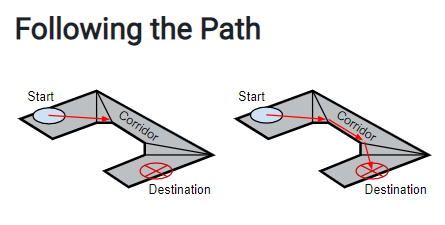 Following the Path
Start
Corridor
Destination
Start
Corridor
Destination